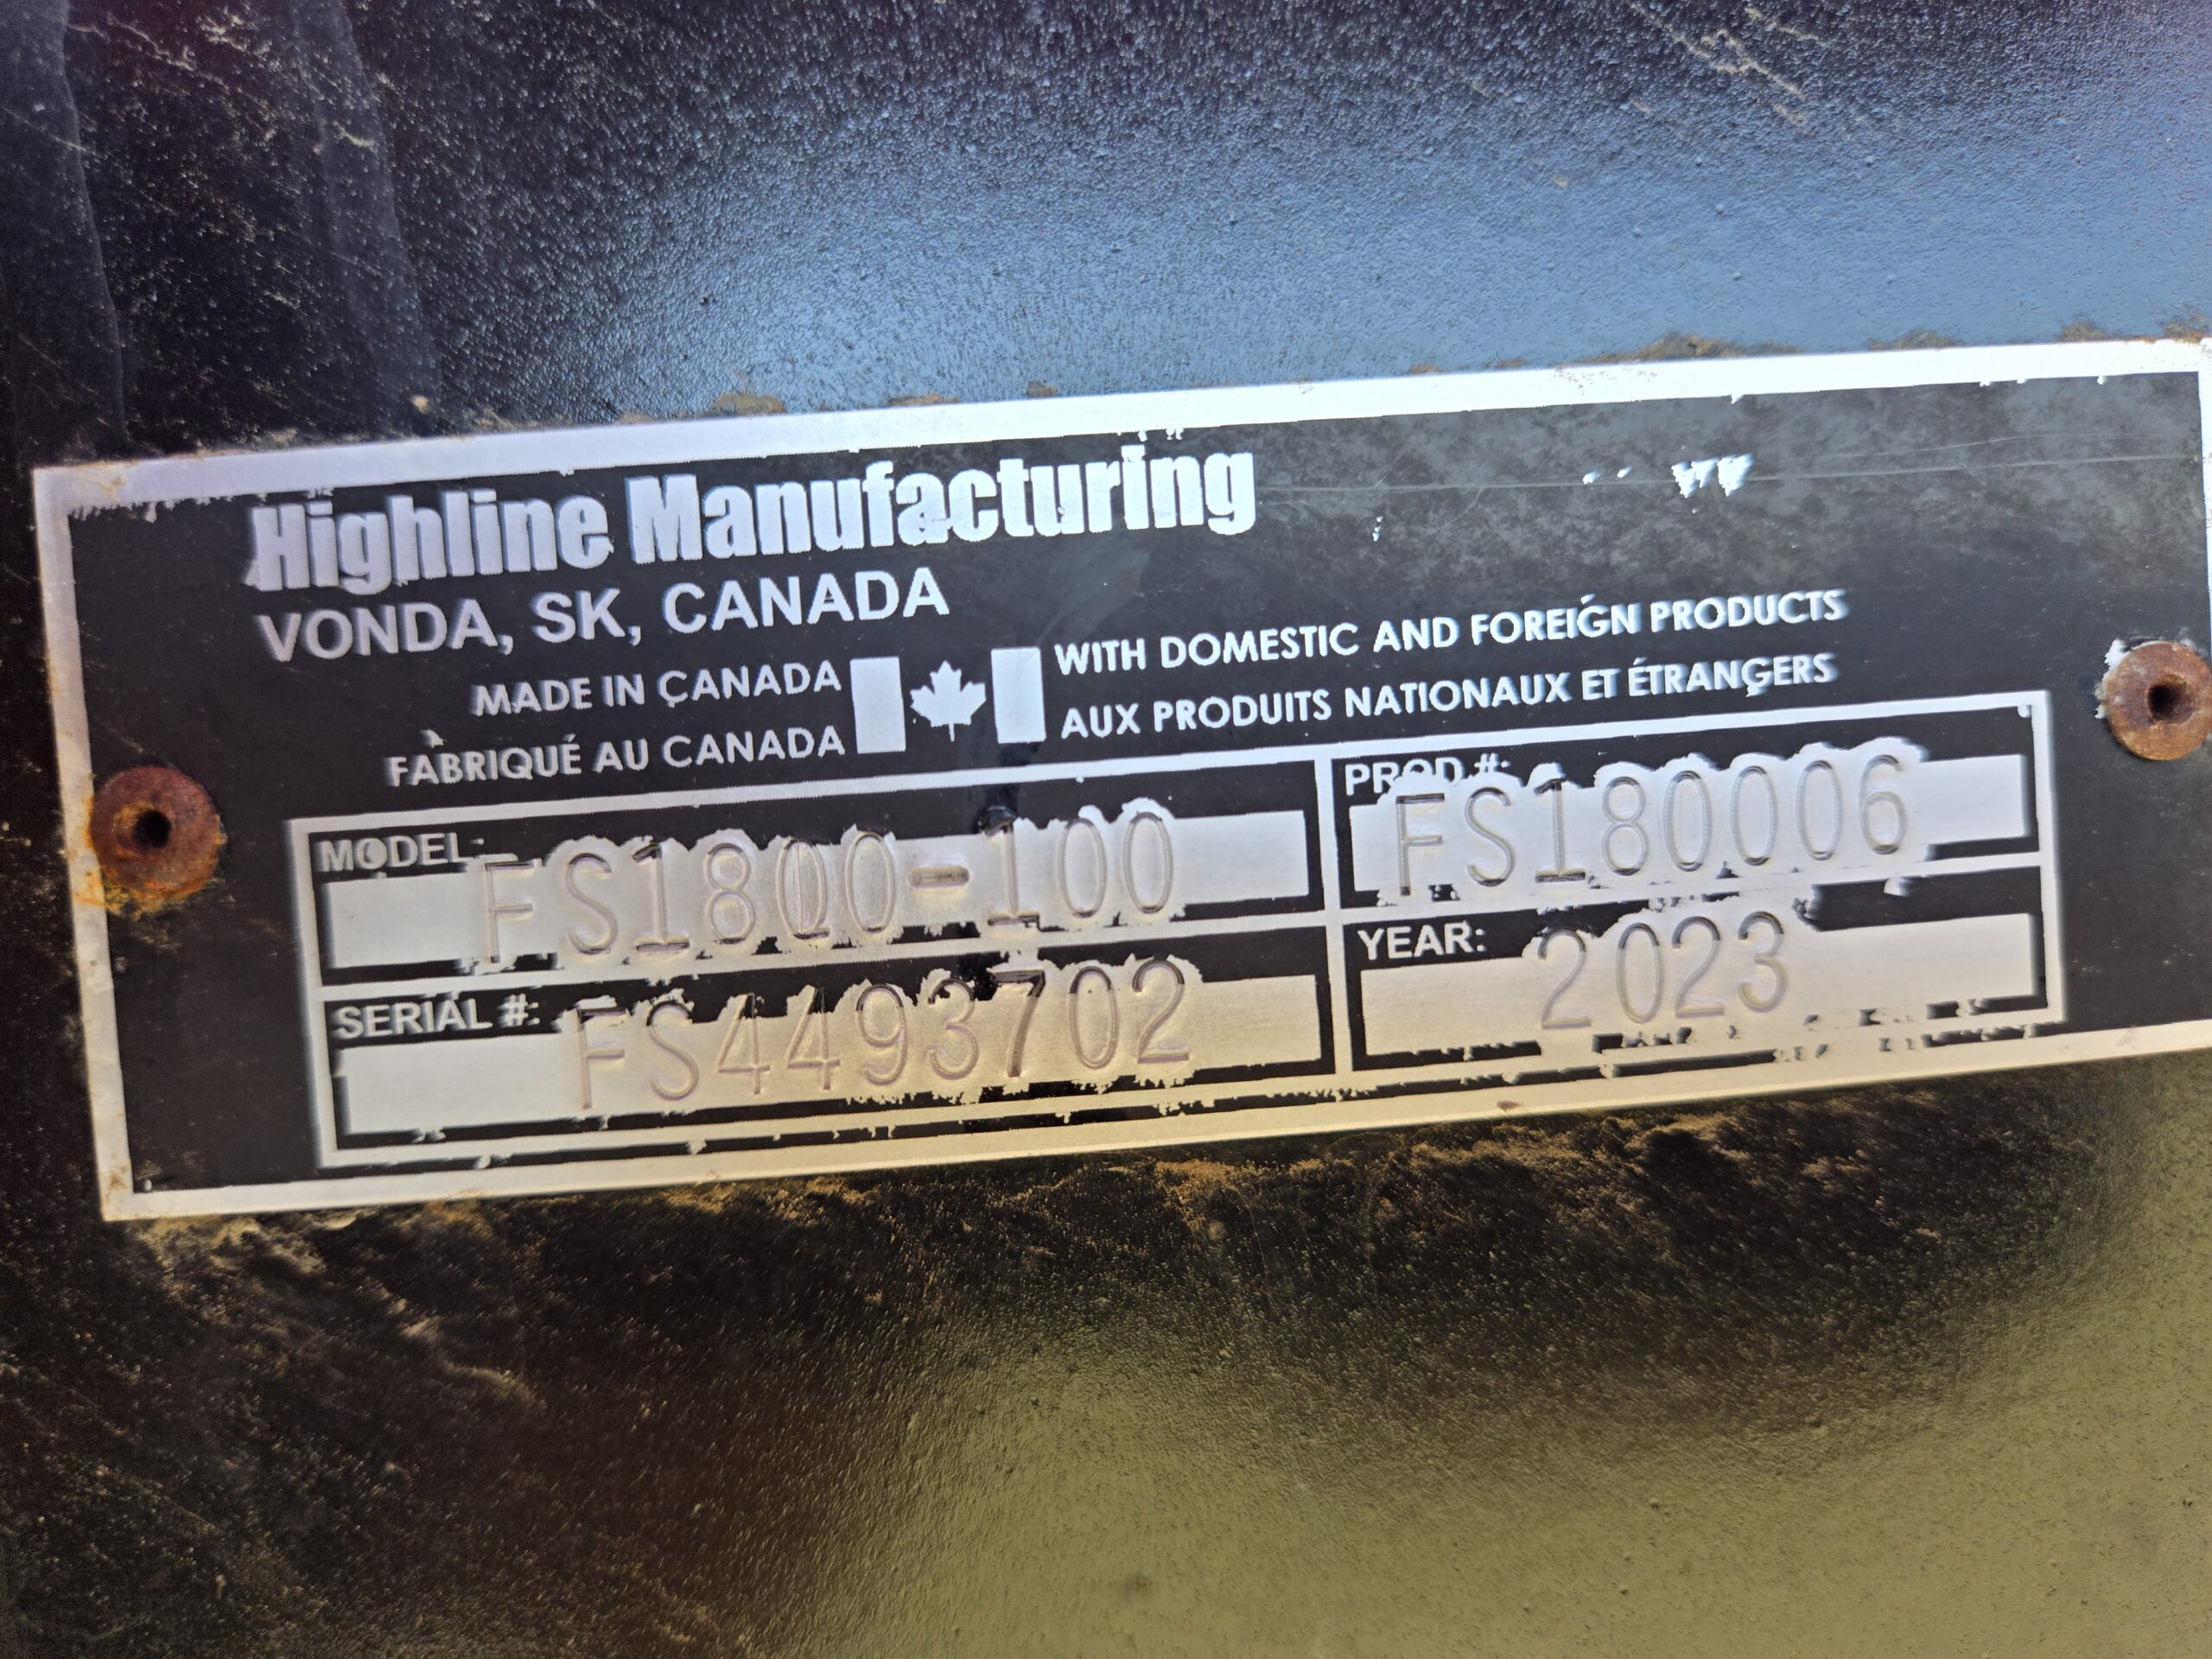 Highline Manufacturing
VONDA, SK, CANADA
MADE IN CANADA WITH DOMESTIC AND FOREIGN PRODUCTS
FABRIQUÉ AU CANADA AUX PRODUITS NATIONAUX ET ÉTRANGERS
MODEL: FS1800-100
PROD #: FS180006
SERIAL #: FS4493702
YEAR: 2023